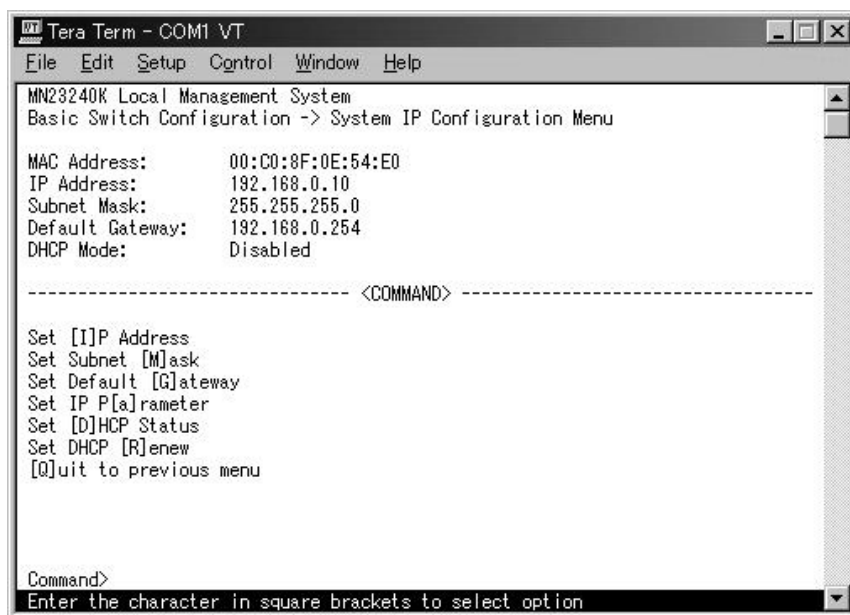 Tera Term - COM1 VT
File Edit Setup Control Window Help
MN23240K Local Management System
Basic Switch Configuration -> System IP Configuration Menu
MAC Address: 00:C0:8F:0E:54:E0
IP Address: 192.168.0.10
Subnet Mask: 255.255.255.0
Default Gateway: 192.168.0.254
DHCP Mode: Disabled
-------------------------------- <COMMAND> -----------------------------------
Set [I]P Address
Set Subnet [M]ask
Set Default [G]ateway
Set IP P[a]rameter
Set [D]HCP Status
Set DHCP [R]enew
[Q]uit to previous menu
Command>
Enter the character in square brackets to select option